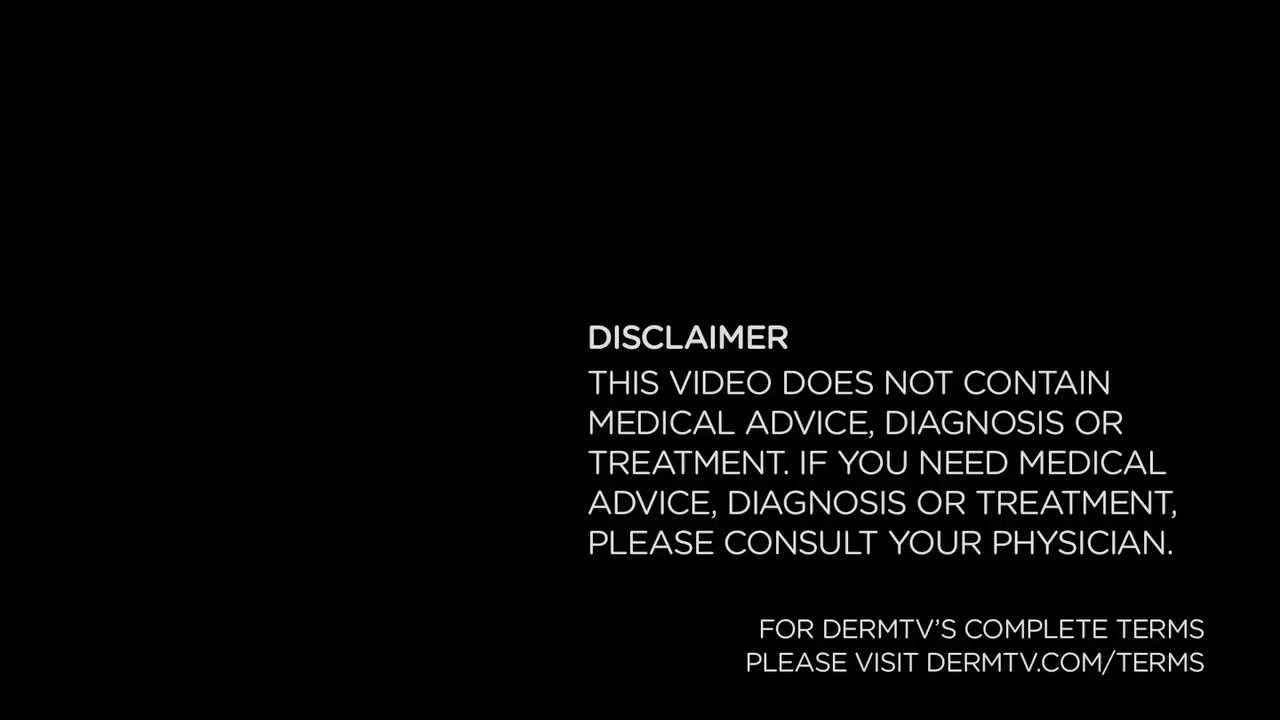 DISCLAIMER
THIS VIDEO DOES NOT CONTAIN
MEDICAL ADVICE, DIAGNOSIS OR
TREATMENT. IF YOU NEED MEDICAL
ADVICE, DIAGNOSIS OR TREATMENT,
PLEASE CONSULT YOUR PHYSICIAN.
FOR DERMTV’S COMPLETE TERMS
PLEASE VISIT DERMTV.COM/TERMS